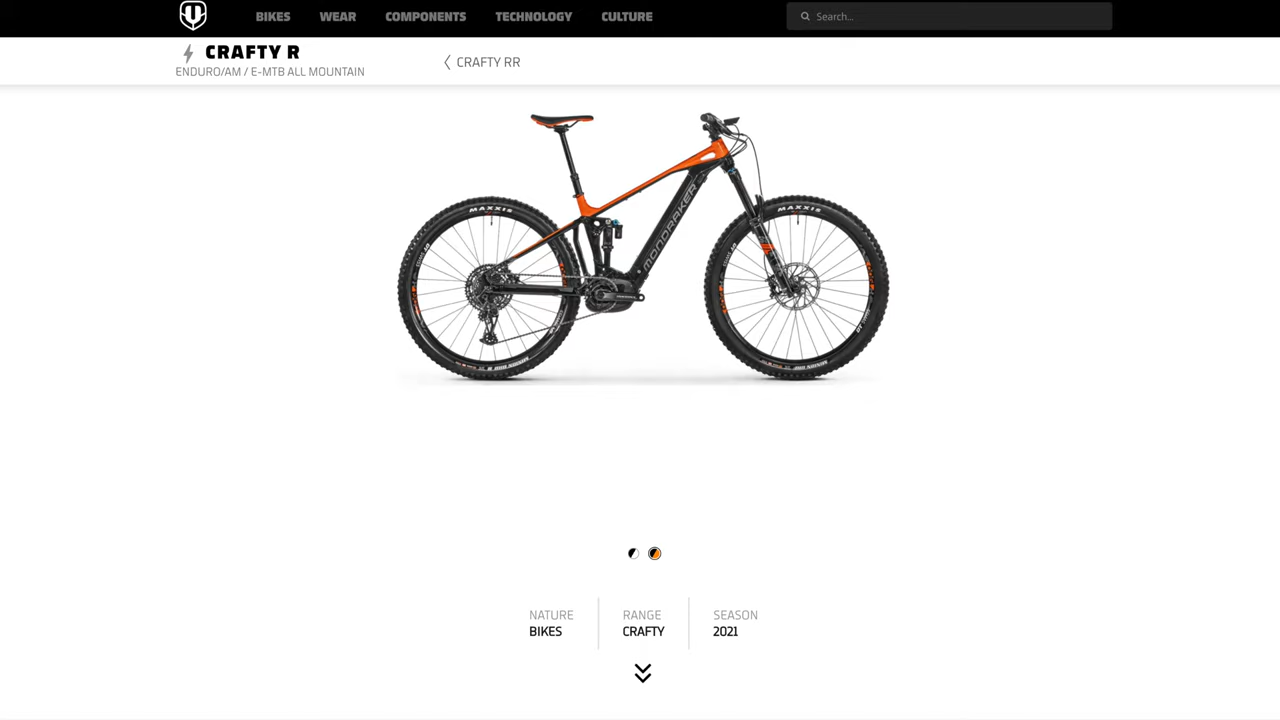 BIKES WEAR COMPONENTS TECHNOLOGY CULTURE Search...
CRAFTY R
ENDURO/AM / E-MTB ALL MOUNTAIN
CRAFTY RR
MAXXIS
MAXXIS
MONDRAKER
NATURE RANGE SEASON
BIKES CRAFTY 2021